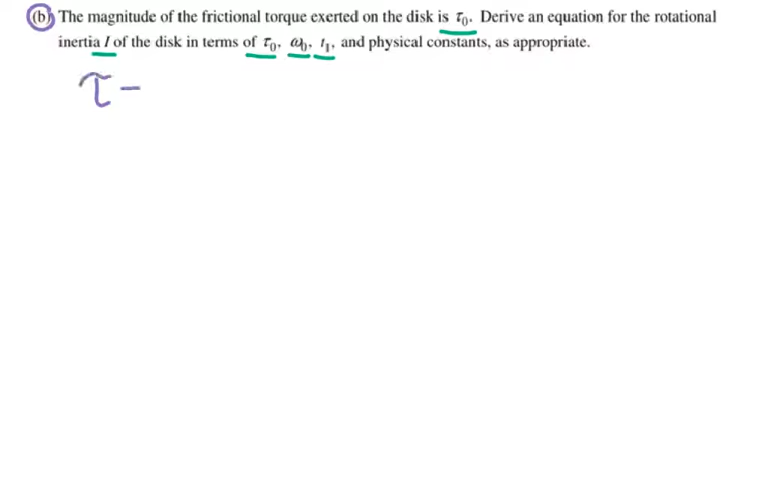 (b) The magnitude of the frictional torque exerted on the disk is τ₀. Derive an equation for the rotational
inertia I of the disk in terms of τ₀, ω₀, t₁, and physical constants, as appropriate.
τ -